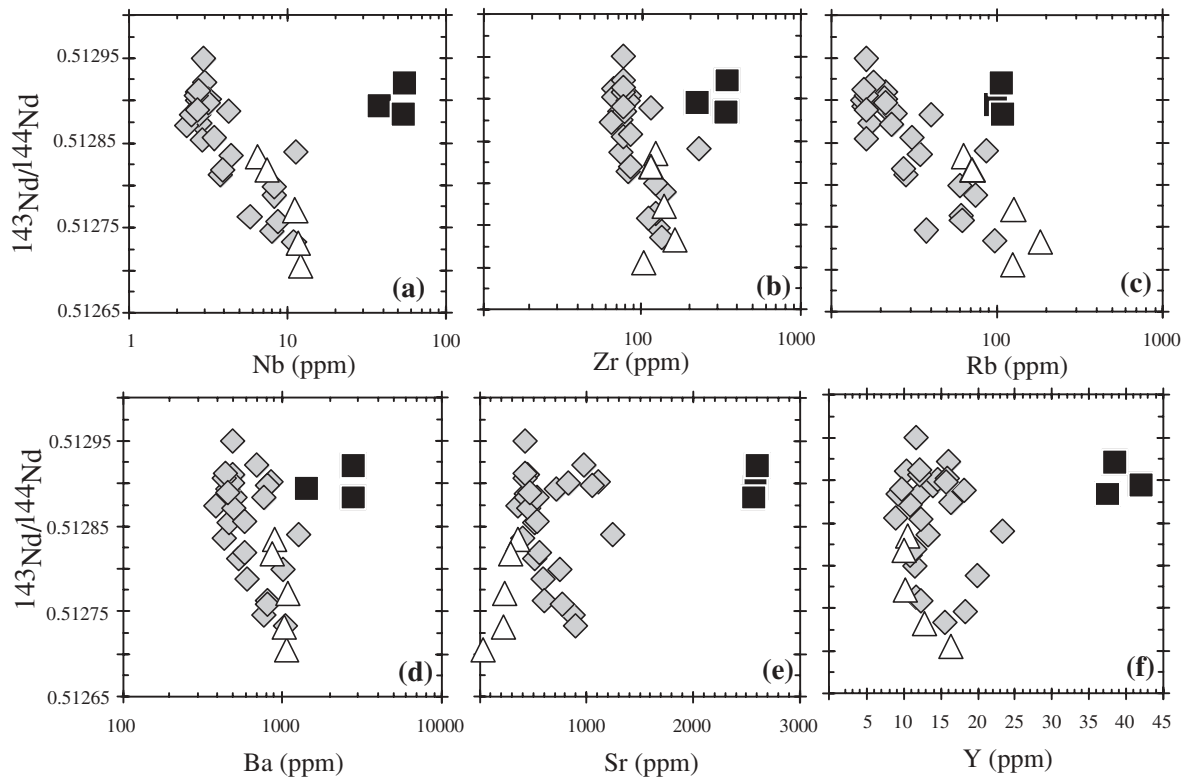 143Nd/144Nd
0.51295
0.51285
0.51275
0.51265
(a)
1 10 100
Nb (ppm)
(b)
100 1000
Zr (ppm)
(c)
100 1000
Rb (ppm)
143Nd/144Nd
0.51295
0.51285
0.51275
0.51265
(d)
100 1000 10000
Ba (ppm)
(e)
0 1000 2000 3000
Sr (ppm)
(f)
5 10 15 20 25 30 35 40 45
Y (ppm)